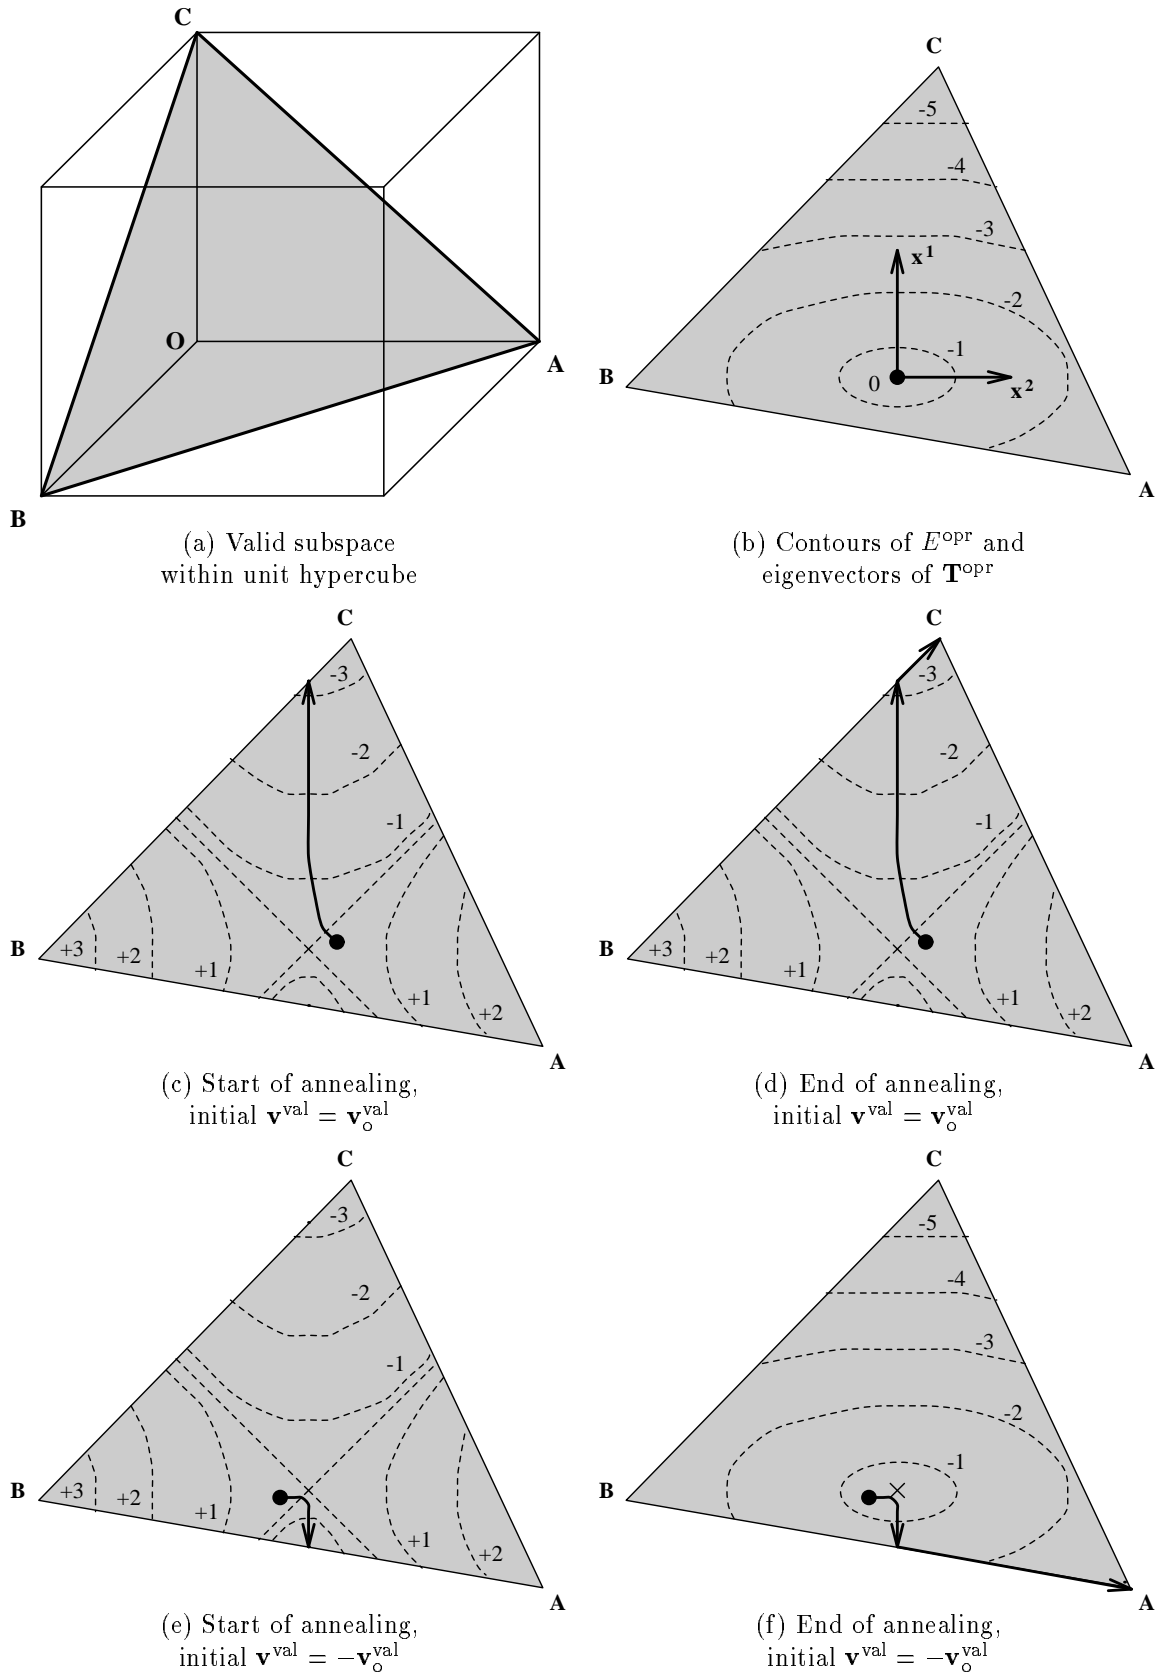 C
O
A
B
(a) Valid subspace
within unit hypercube
C
-5
-4
-3
x¹
-2
-1
B
0
x²
A
(b) Contours of E^opr and
eigenvectors of T^opr
C
-3
-2
-1
B
+3
+2
+1
+1
+2
A
(c) Start of annealing,
initial v^val = v_o^val
C
-3
-2
-1
B
+3
+2
+1
+1
+2
A
(d) End of annealing,
initial v^val = v_o^val
C
-3
-2
-1
B
+3
+2
+1
+1
+2
A
(e) Start of annealing,
initial v^val = −v_o^val
C
-5
-4
-3
-2
-1
B
A
(f) End of annealing,
initial v^val = −v_o^val